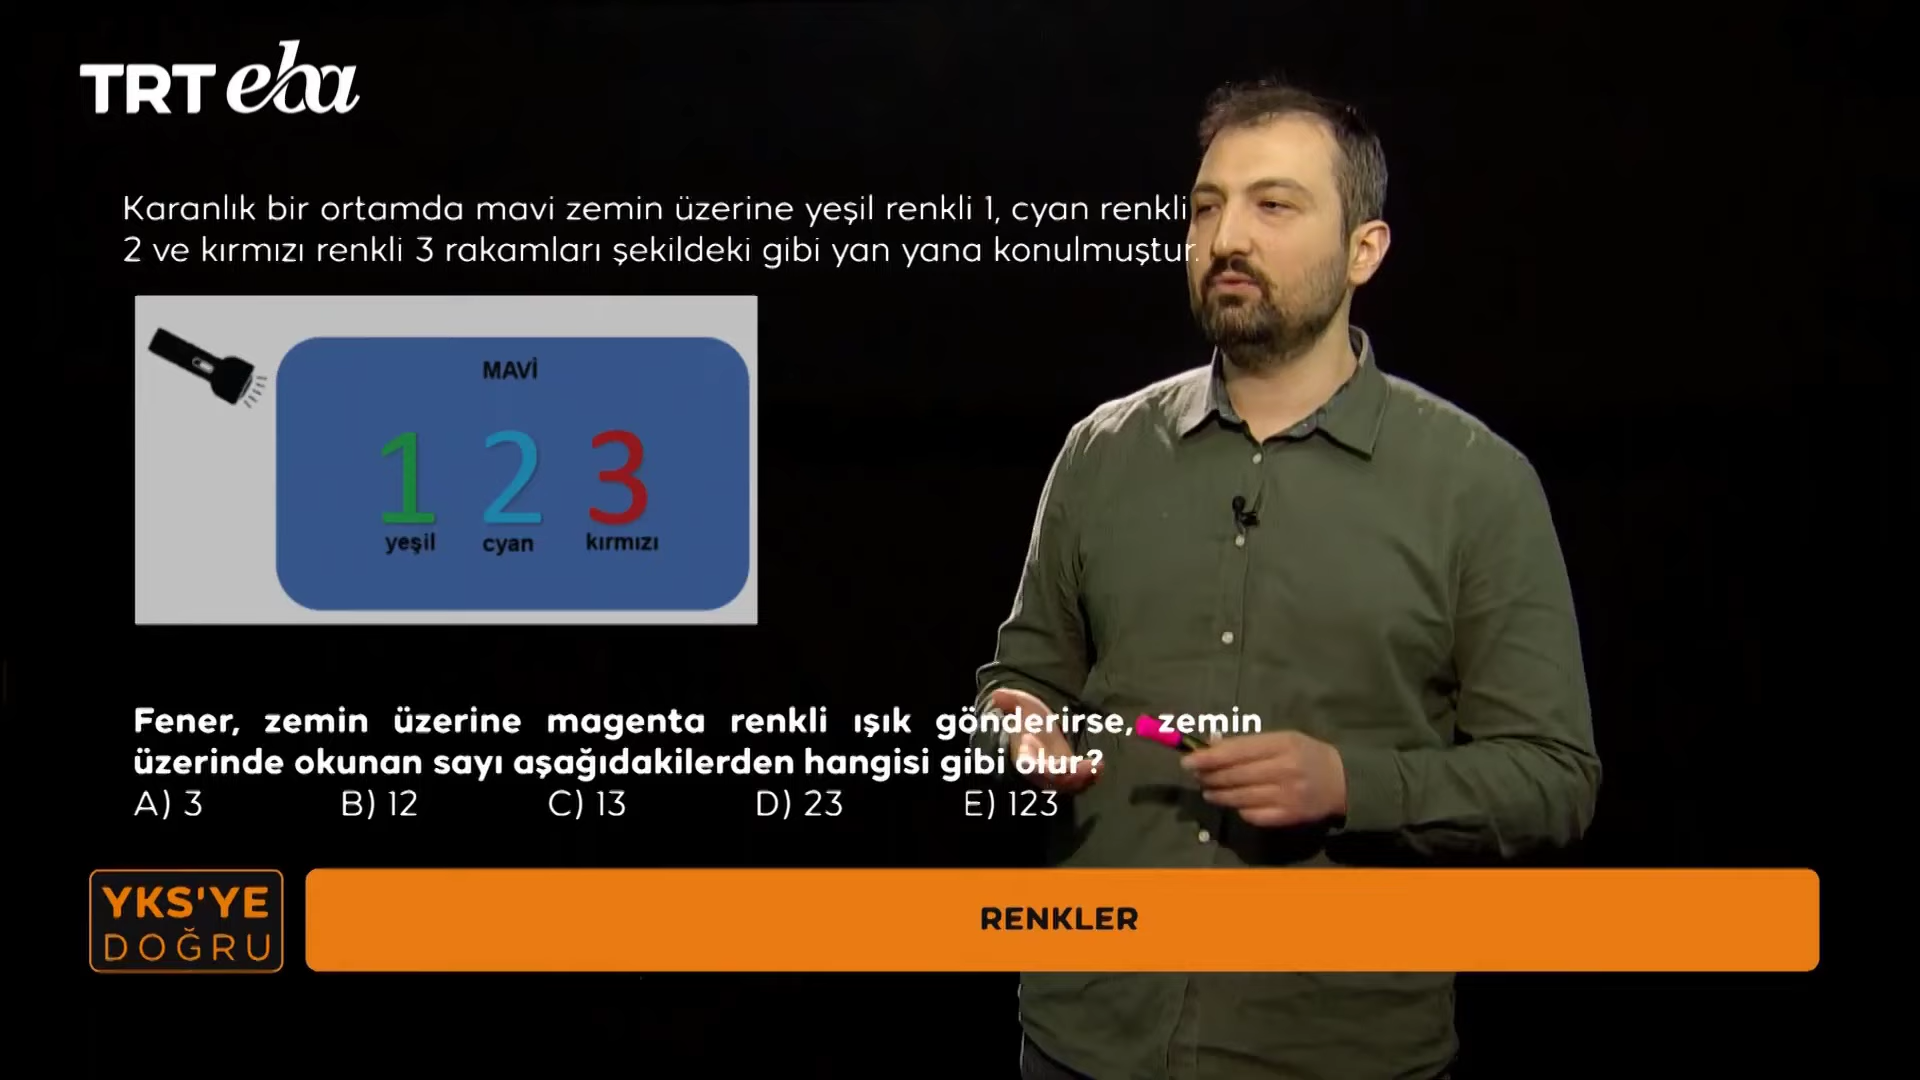 TRT eba
Karanlık bir ortamda mavi zemin üzerine yeşil renkli 1, cyan renkli
2 ve kırmızı renkli 3 rakamları şekildeki gibi yan yana konulmuştur.
MAVİ
1 2 3
yeşil cyan kırmızı
Fener, zemin üzerine magenta renkli ışık gönderirse, zemin
üzerinde okunan sayı aşağıdakilerden hangisi gibi olur?
A) 3 B) 12 C) 13 D) 23 E) 123
YKS'YE
DOĞRU
RENKLER